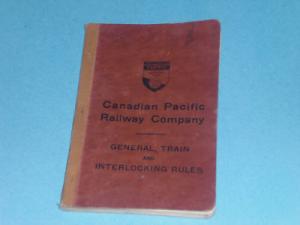 Canadian Pacific
Railway Company
GENERAL, TRAIN
AND
INTERLOCKING RULES